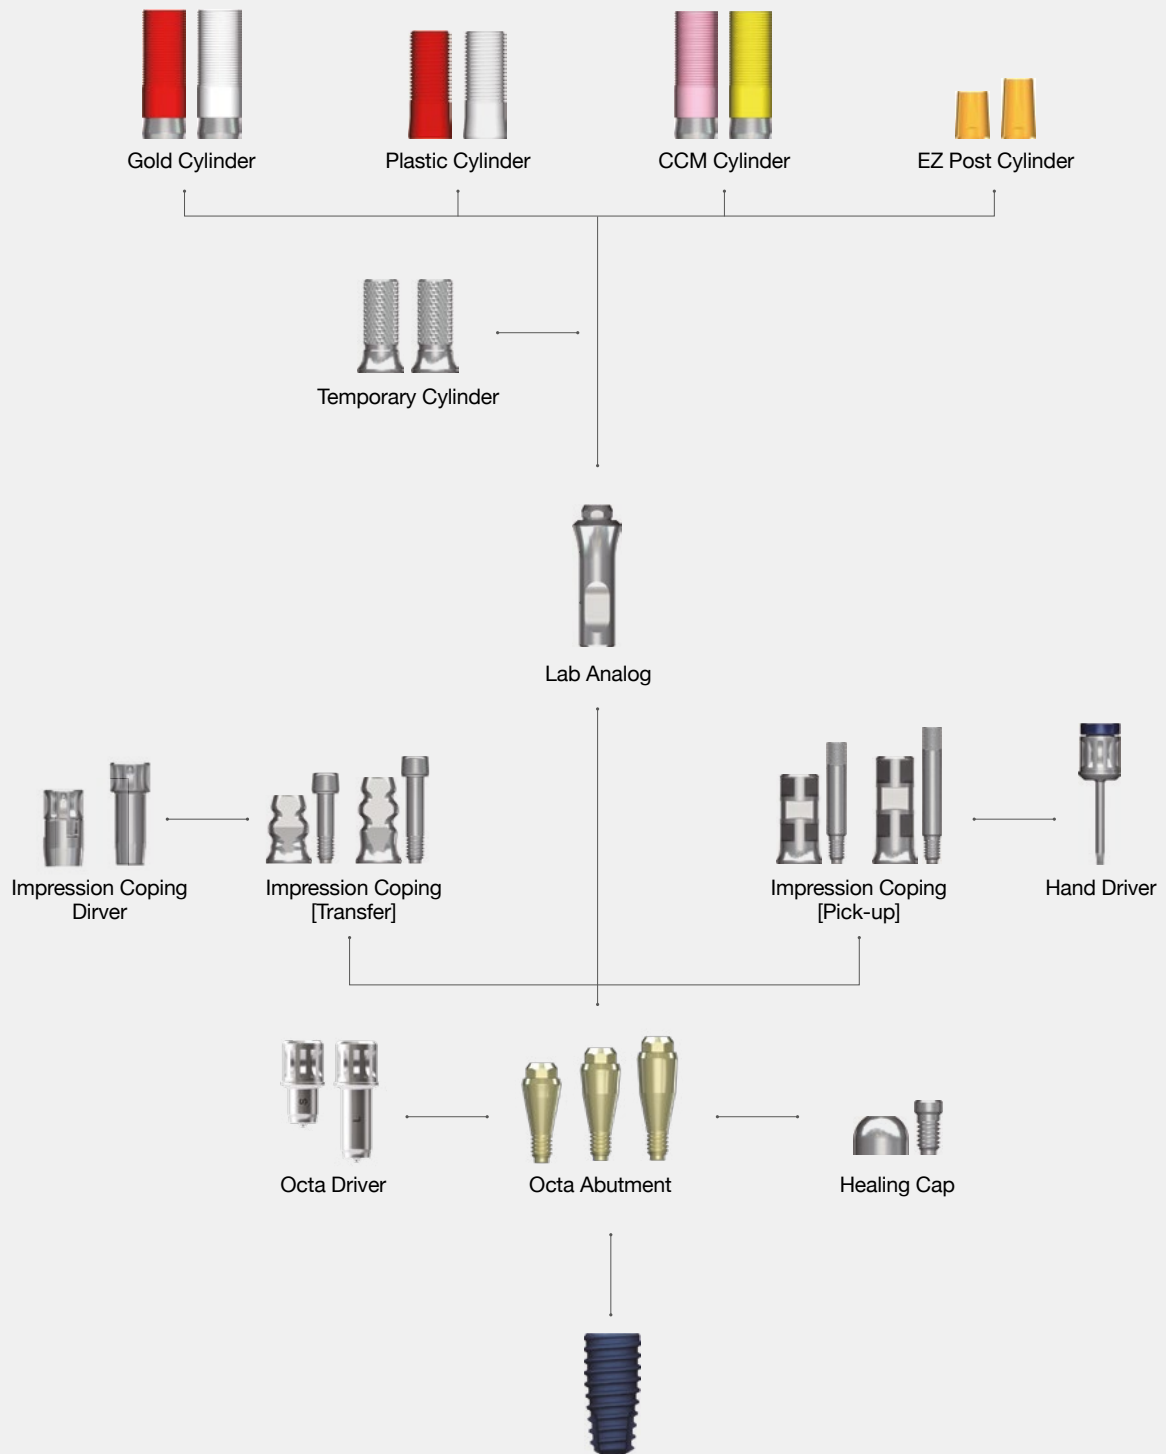 Gold Cylinder
Plastic Cylinder
CCM Cylinder
EZ Post Cylinder
Temporary Cylinder
Lab Analog
Impression Coping
Dirver
Impression Coping
[Transfer]
Impression Coping
[Pick-up]
Hand Driver
S
L
Octa Driver
Octa Abutment
Healing Cap